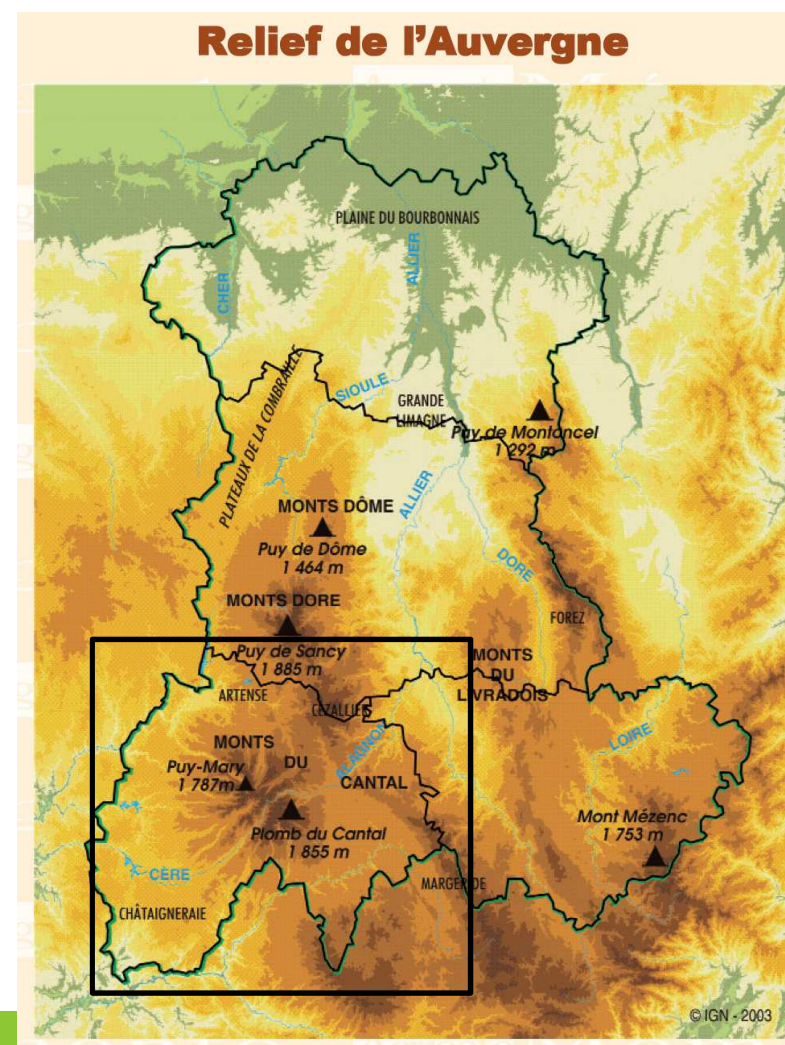 Relief de l'Auvergne
PLAINE DU BOURBONNAIS
CHER
ALLIER
PLATEAUX DE LA COMBRAILLE
SIOULE
GRANDE
LIMAGNE
Puy de Montoncel
1 292 m
ALLIER
MONTS DÔME
Puy de Dôme
1 464 m
DORE
MONTS DORE
FOREZ
Puy de Sancy
1 885 m
MONTS
DU
LIVRADOIS
ARTENSE
CÉZALLIER
LOIRE
MONTS
DU
CANTAL
ALAGNON
Puy-Mary
1 787m
Plomb du Cantal
1 855 m
Mont Mézenc
1 753 m
CÈRE
MARGERIDE
CHÂTAIGNERAIE
© IGN - 2003